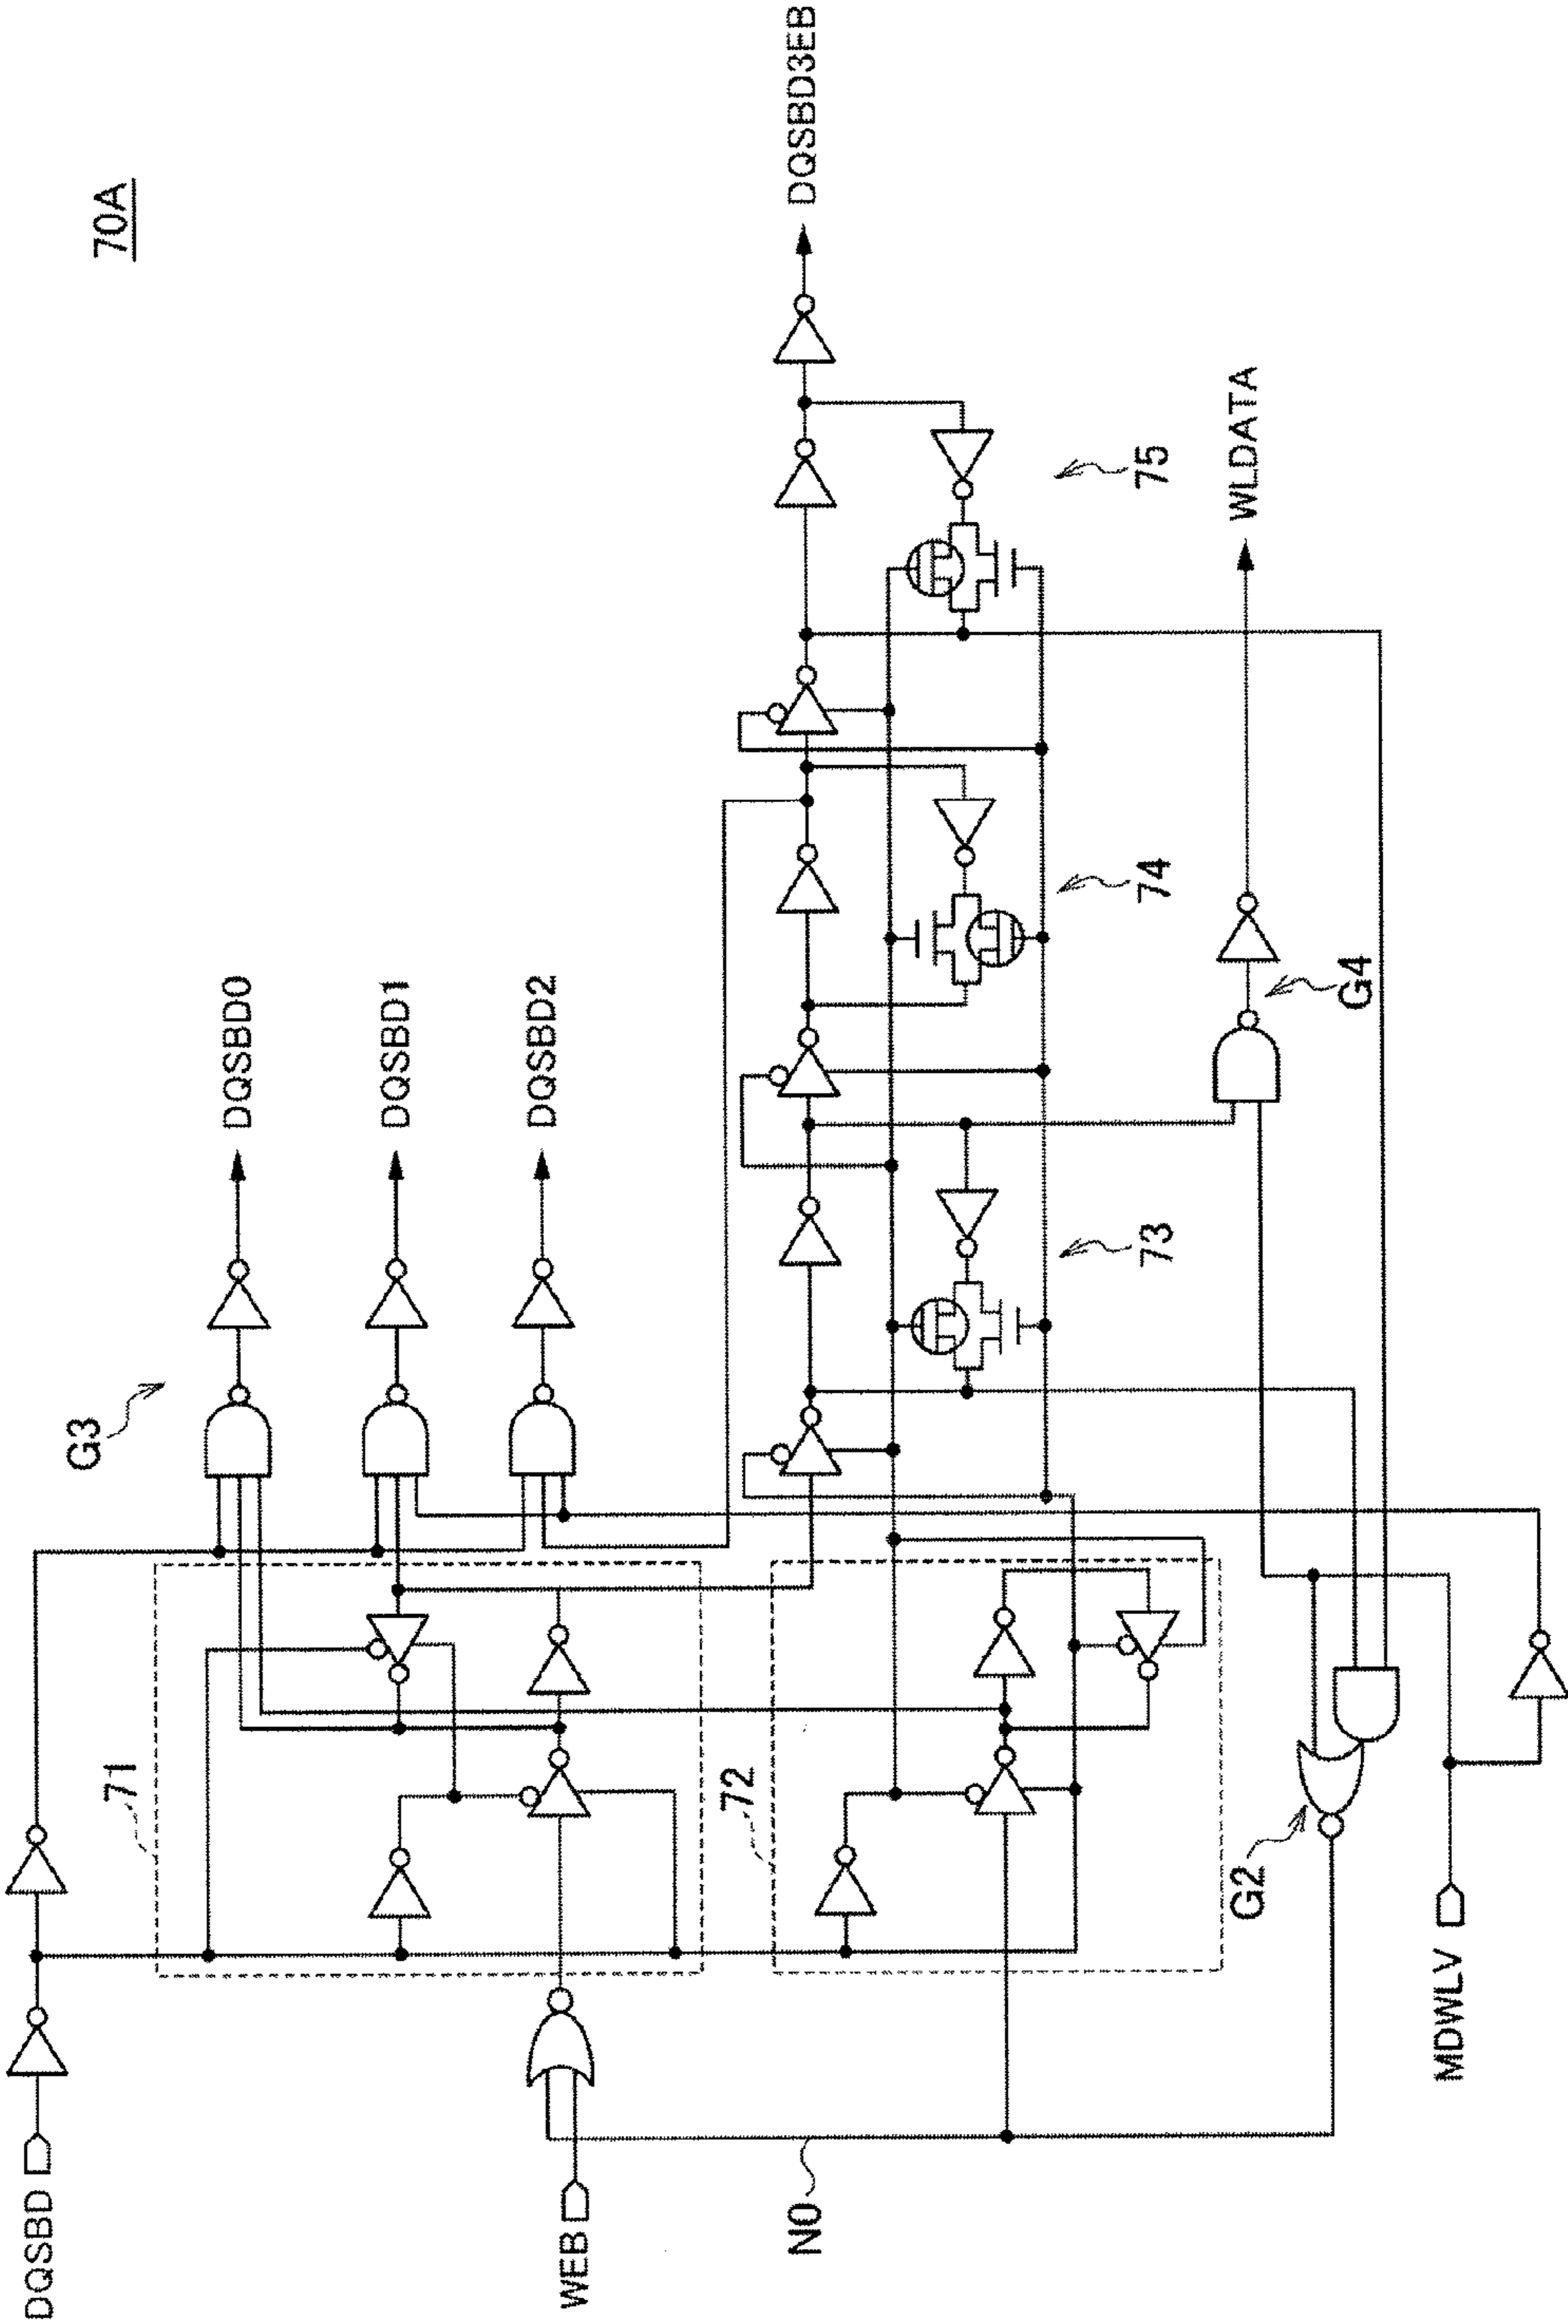 70A
DQSBD
WEB
N0
MDWLV
71
72
G2
G3
DQSBD0
DQSBD1
DQSBD2
73
74
75
G4
WLDATA
DQSBD3EB